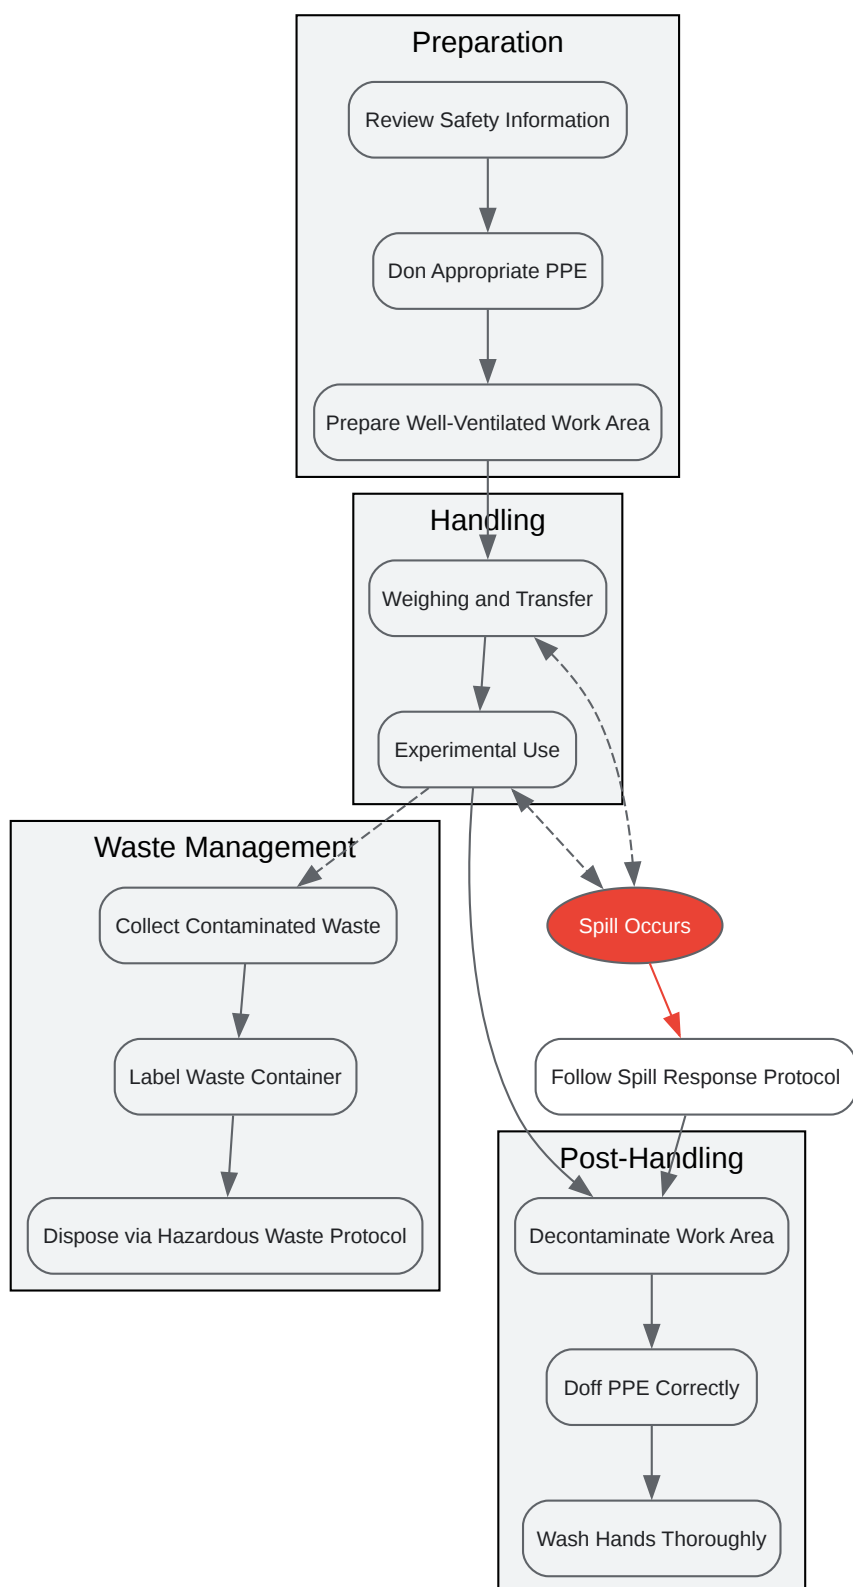 Preparation
Review Safety Information
Don Appropriate PPE
Prepare Well-Ventilated Work Area
Handling
Weighing and Transfer
Experimental Use
Waste Management
Collect Contaminated Waste
Spill Occurs
Label Waste Container
Follow Spill Response Protocol
Post-Handling
Dispose via Hazardous Waste Protocol
Decontaminate Work Area
Doff PPE Correctly
Wash Hands Thoroughly